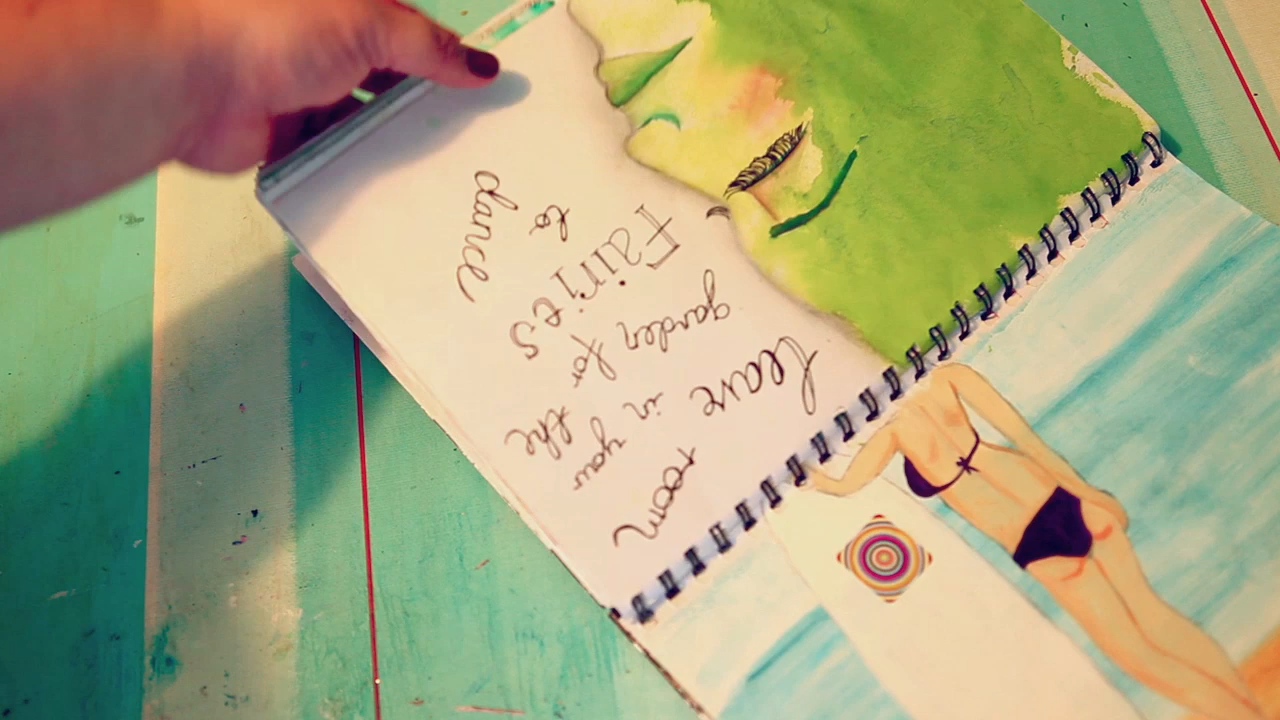 leave room
in your
garden for the
Fairies
to
dance